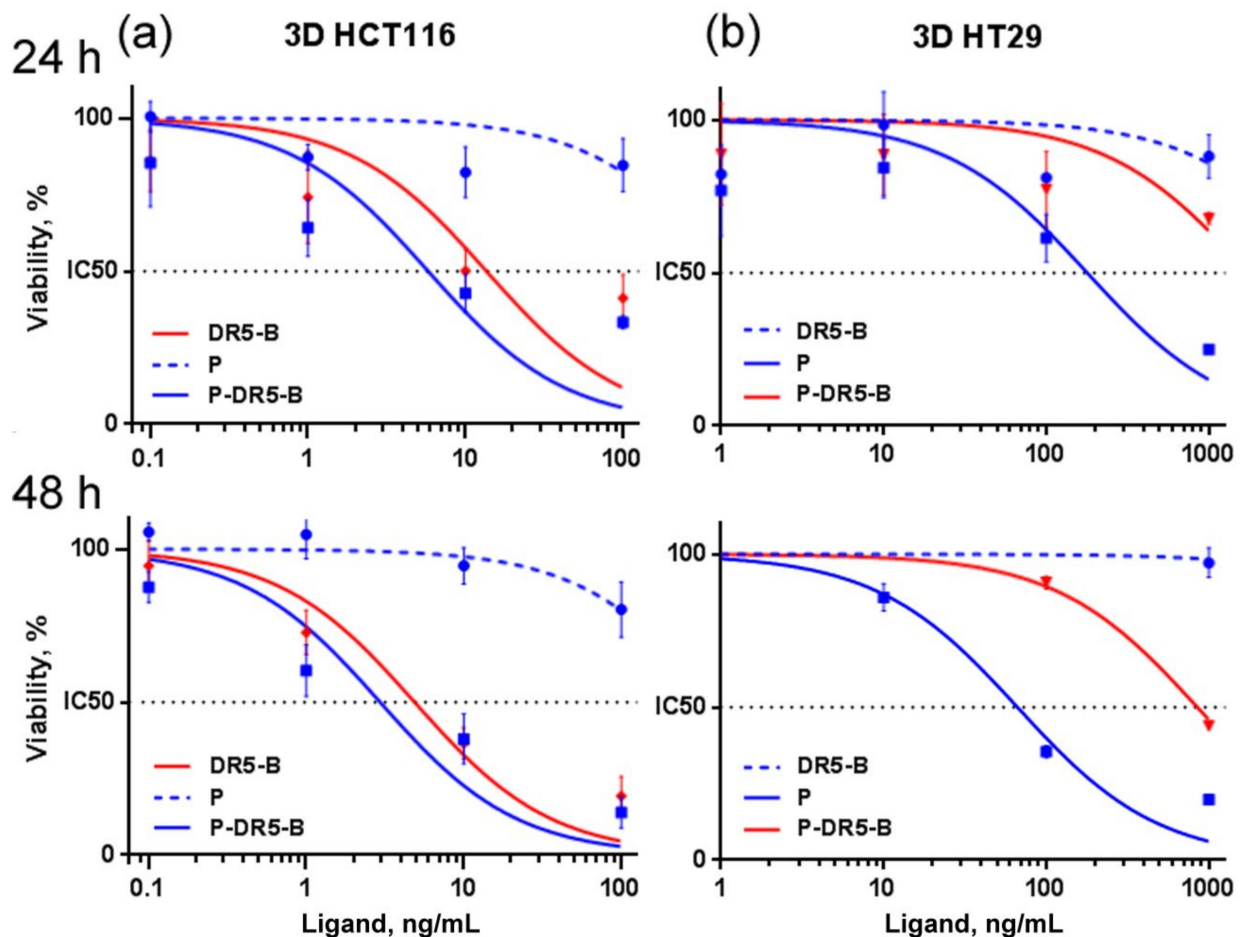 (a) 3D HCT116
(b) 3D HT29
24 h
Viability, %
100
IC50
0
DR5-B
P
P-DR5-B
0.1 1 10 100
100
IC50
0
DR5-B
P
P-DR5-B
1 10 100 1000
48 h
Viability, %
100
IC50
0
DR5-B
P
P-DR5-B
0.1 1 10 100
Ligand, ng/mL
100
IC50
0
DR5-B
P
P-DR5-B
1 10 100 1000
Ligand, ng/mL